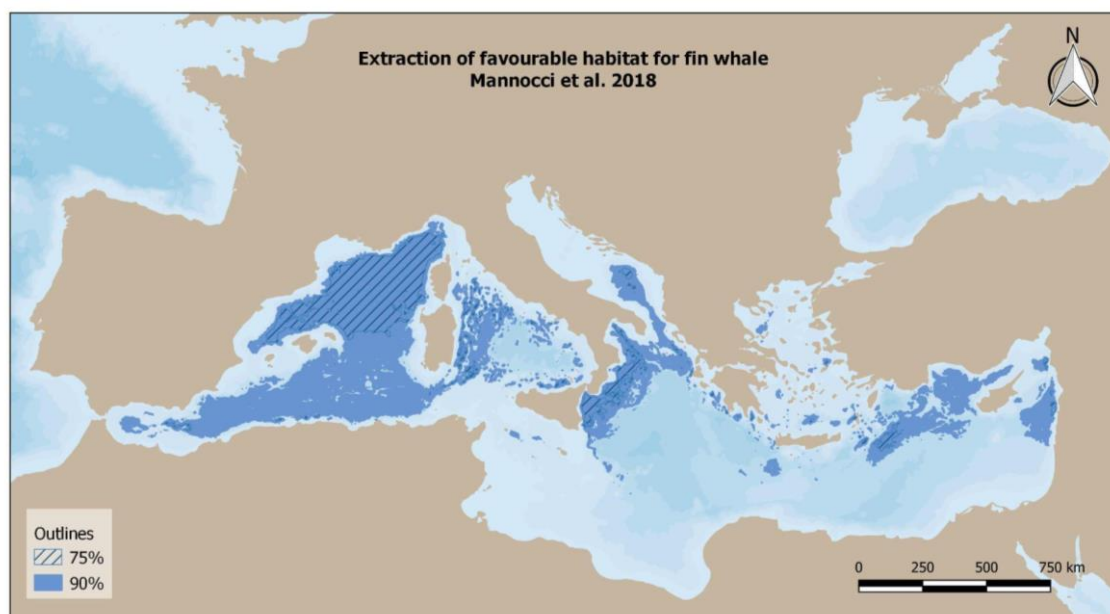 Extraction of favourable habitat for fin whale
Mannocci et al. 2018
N
Outlines
75%
90%
0 250 500 750 km